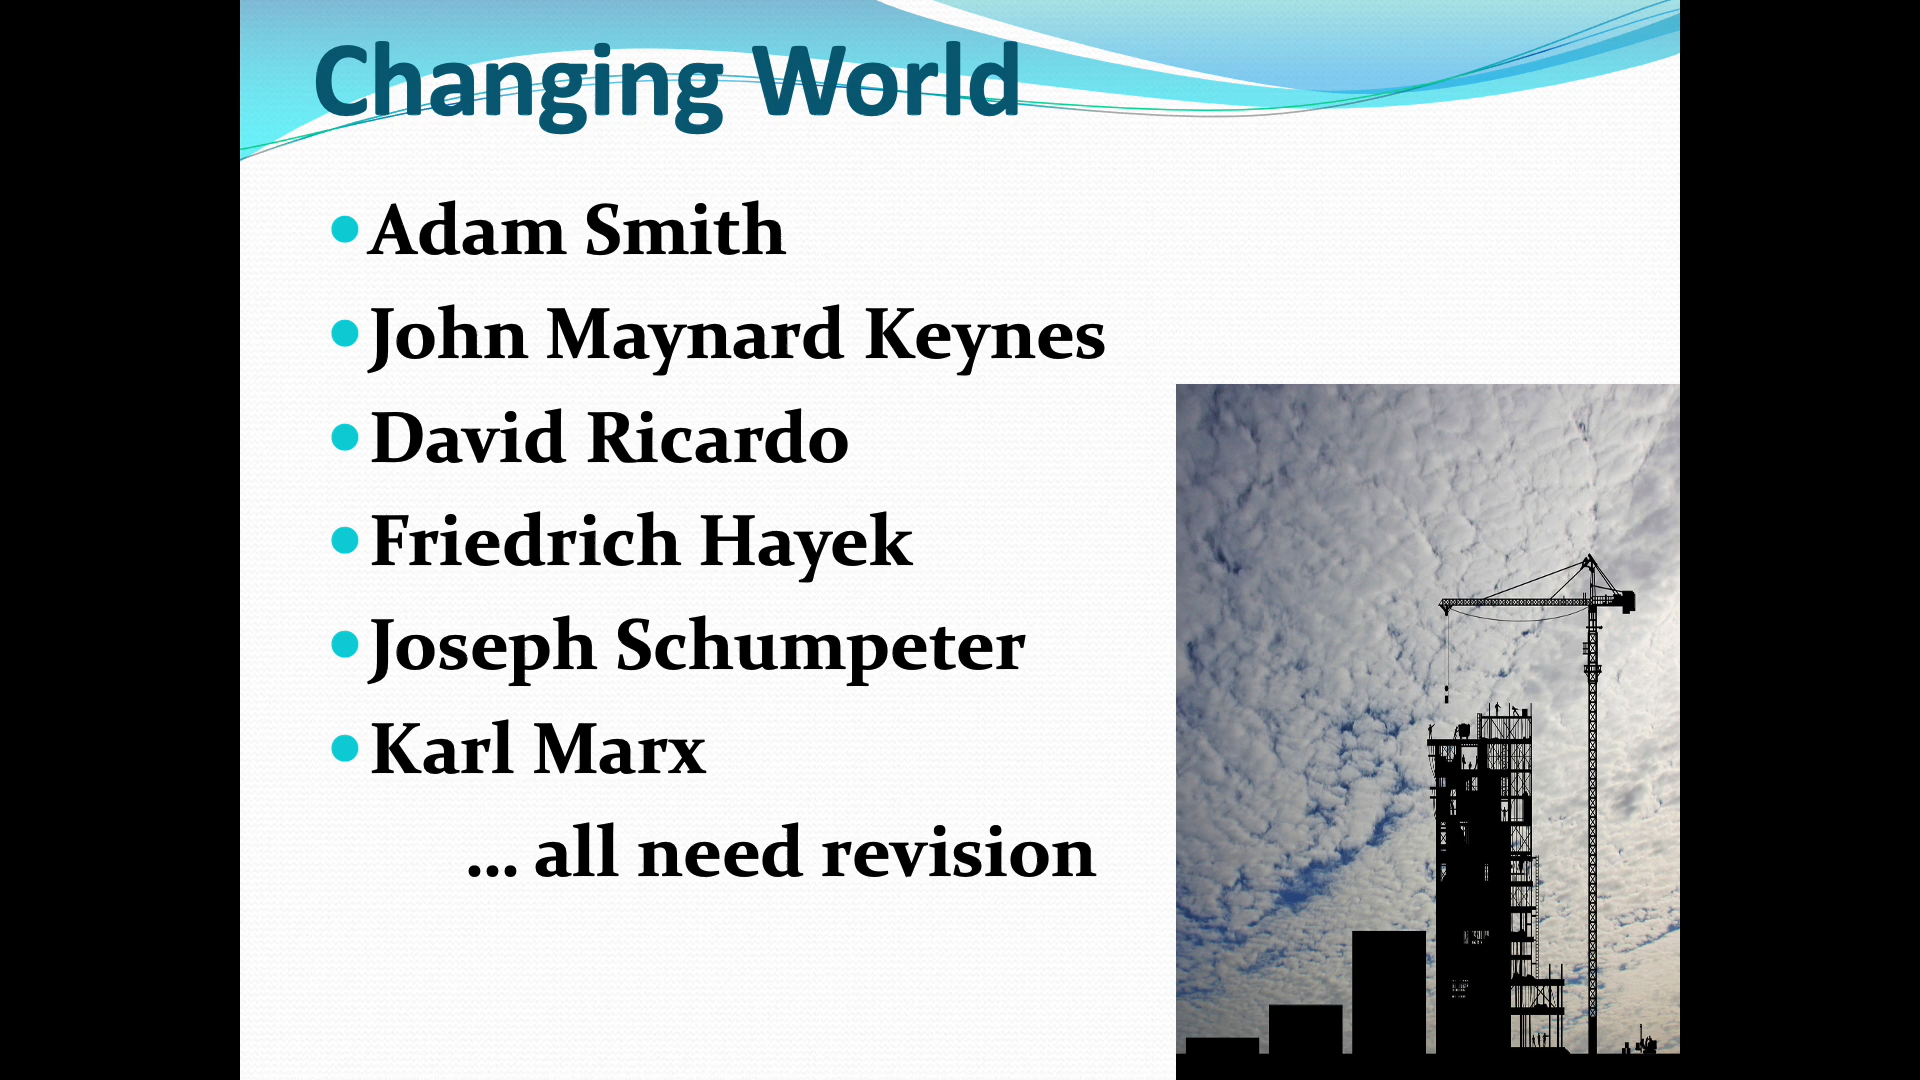 Changing World
Adam Smith
John Maynard Keynes
David Ricardo
Friedrich Hayek
Joseph Schumpeter
Karl Marx
... all need revision